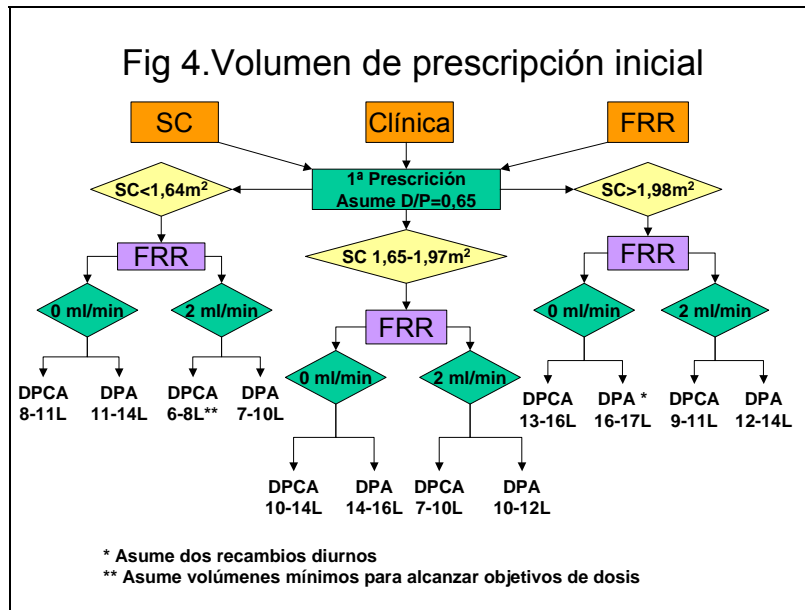 Fig 4.Volumen de prescripción inicial
SC
Clínica
FRR
1ª Prescrición
Asume D/P=0,65
SC<1,64m²
SC>1,98m²
SC 1,65-1,97m²
FRR
FRR
FRR
0 ml/min
2 ml/min
0 ml/min
2 ml/min
0 ml/min
2 ml/min
DPCA
8-11L
DPA
11-14L
DPCA
6-8L**
DPA
7-10L
DPCA
13-16L
DPA *
16-17L
DPCA
9-11L
DPA
12-14L
DPCA
10-14L
DPA
14-16L
DPCA
7-10L
DPA
10-12L
* Asume dos recambios diurnos
** Asume volúmenes mínimos para alcanzar objetivos de dosis